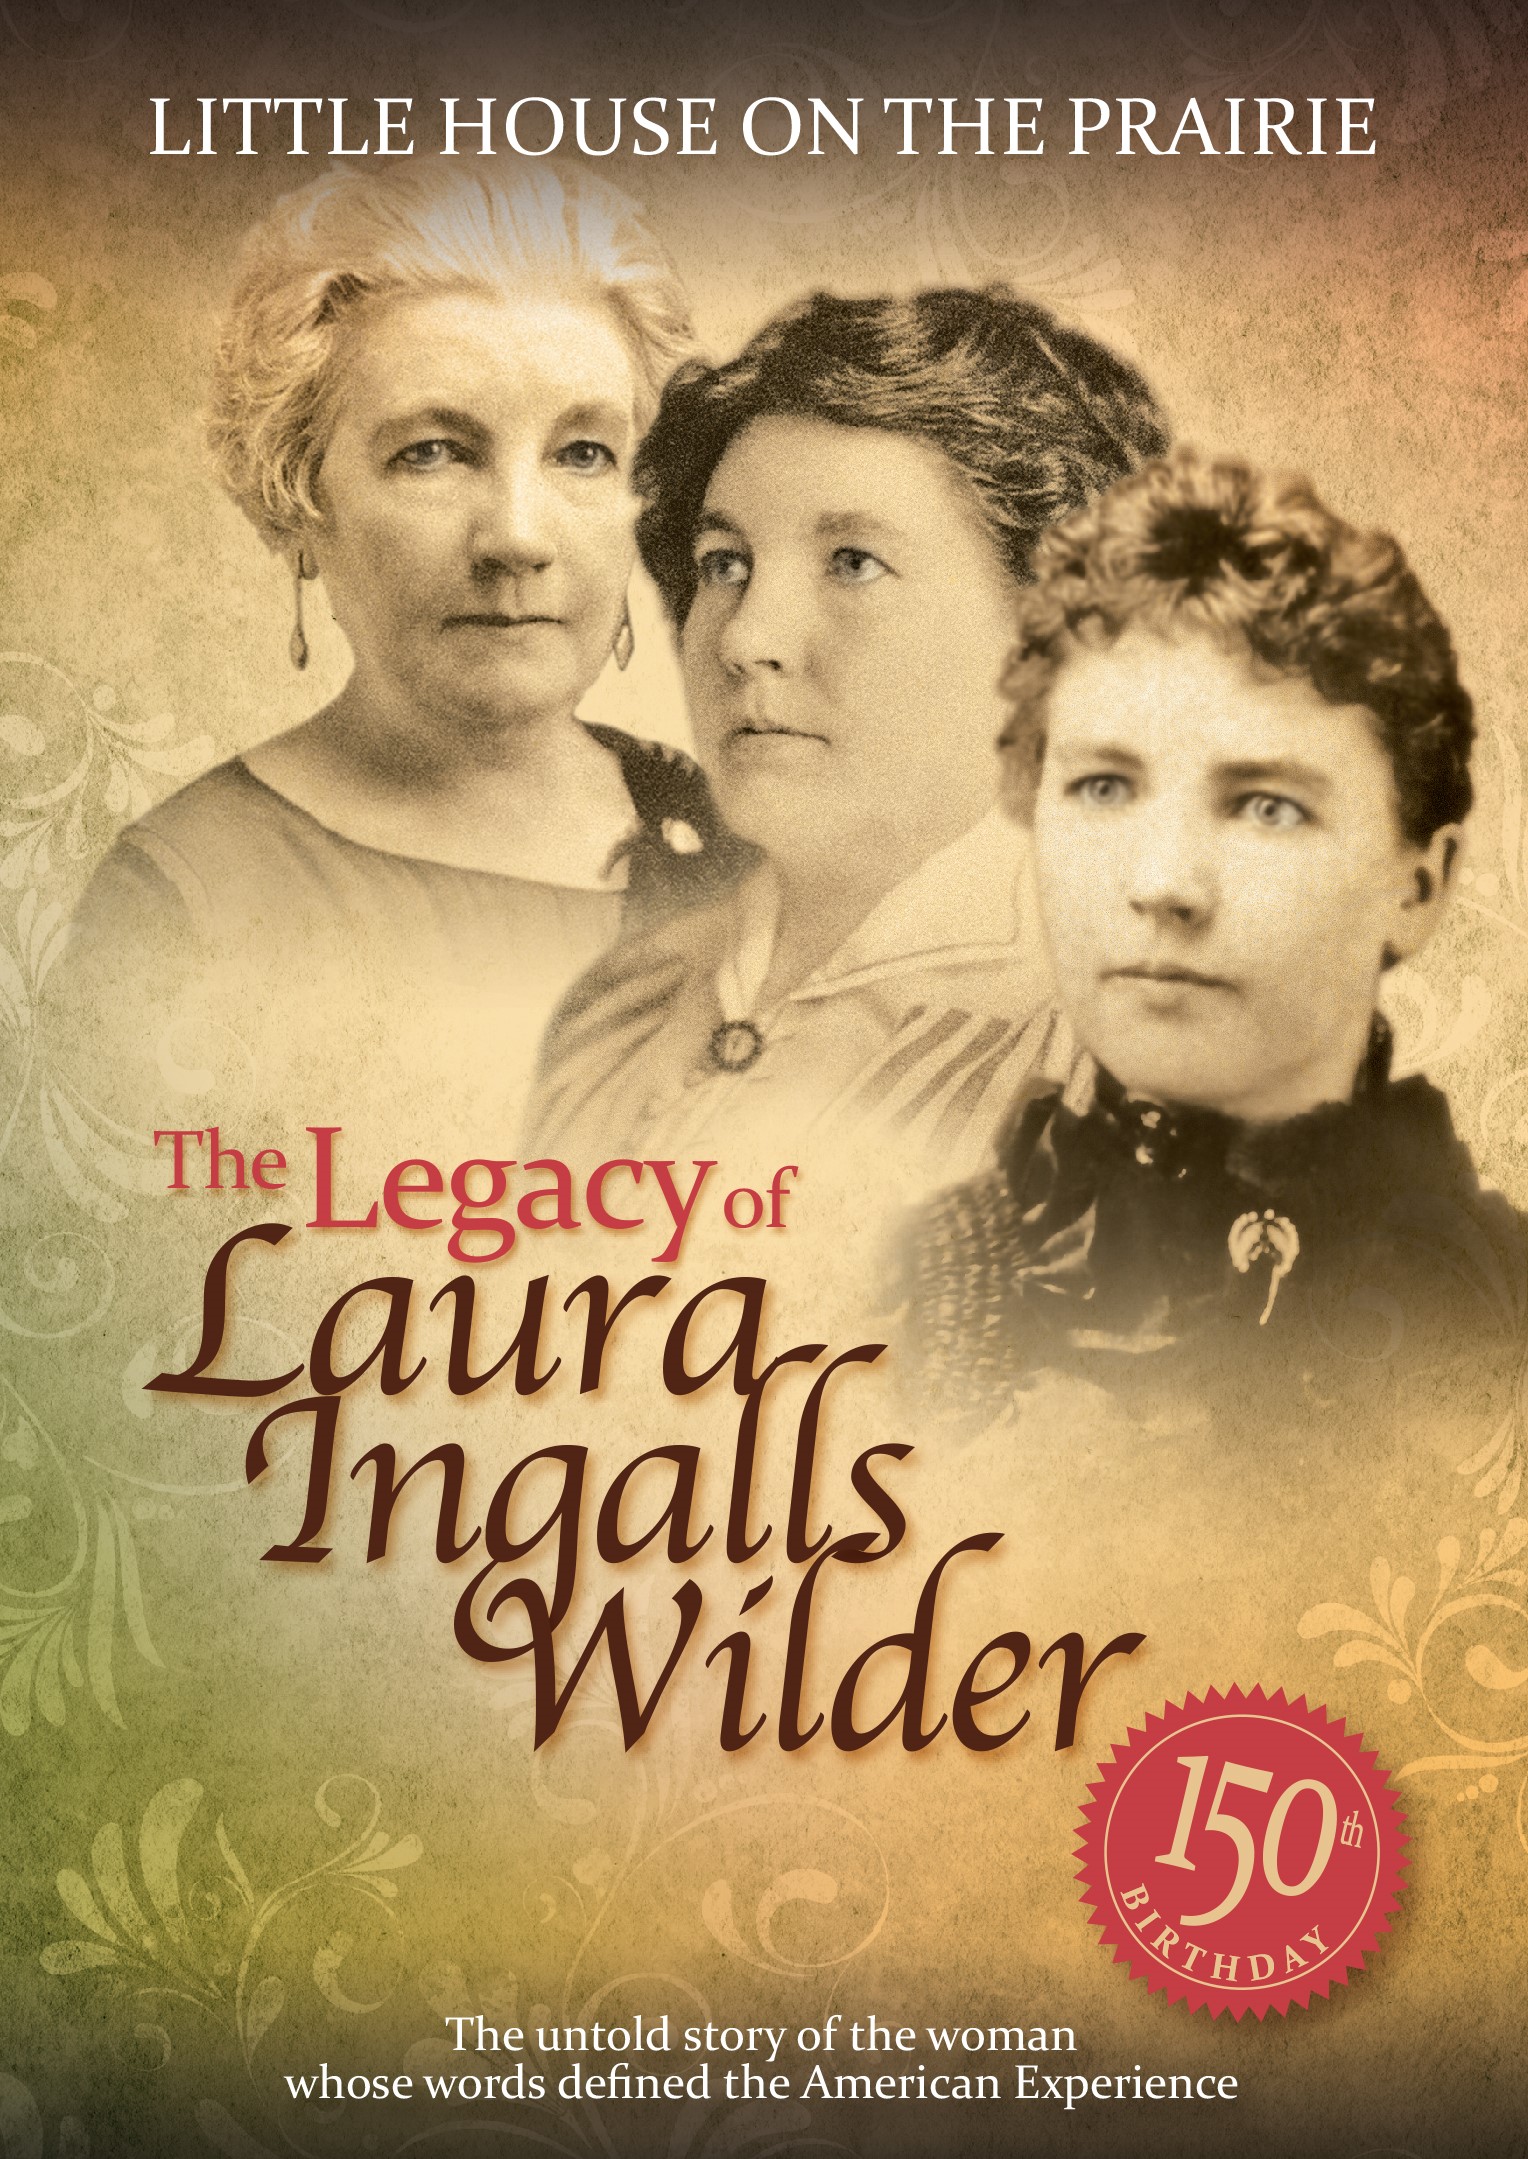 LITTLE HOUSE ON THE PRAIRIE
The Legacy of
Laura
Ingalls
Wilder
150th
BIRTHDAY
The untold story of the woman
whose words defined the American Experience